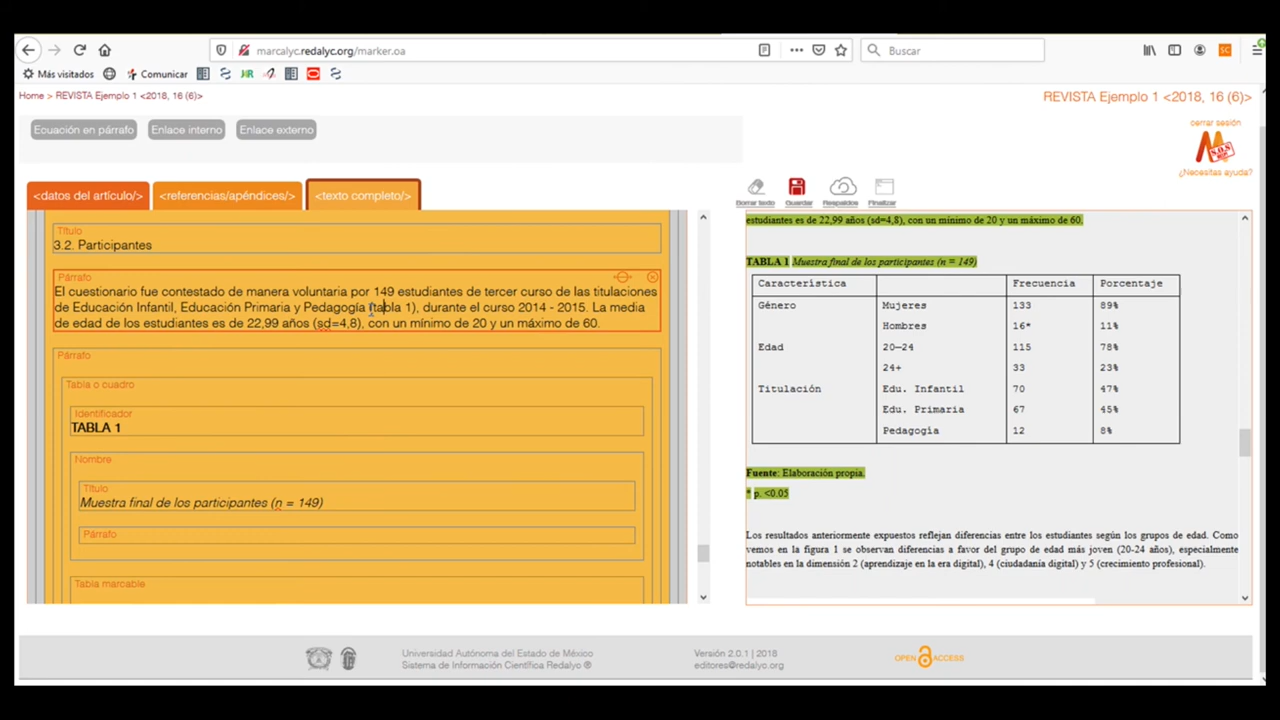 marcalyc.redalyc.org/marker.oa
Buscar
Más visitados
Comunicar
SC
Home > REVISTA Ejemplo 1 <2018, 16 (6)>
REVISTA Ejemplo 1 <2018, 16 (6)>
Ecuación en párrafo
Enlace interno
Enlace externo
cerrar sesión
S.O.S
¿Necesitas ayuda?
<datos del artículo/>
<referencias/apéndices/>
<texto completo/>
Borrar texto
Guardar
Respaldos
Finalizar
Título
3.2. Participantes
Párrafo
El cuestionario fue contestado de manera voluntaria por 149 estudiantes de tercer curso de las titulaciones
de Educación Infantil, Educación Primaria y Pedagogía (tabla 1), durante el curso 2014 - 2015. La media
de edad de los estudiantes es de 22,99 años (sd=4,8), con un mínimo de 20 y un máximo de 60.
Párrafo
Tabla o cuadro
Identificador
TABLA 1
Nombre
Título
Muestra final de los participantes (n = 149)
Párrafo
Tabla marcable
estudiantes es de 22,99 años (sd=4,8), con un mínimo de 20 y un máximo de 60.
TABLA 1 Muestra final de los participantes (n = 149)
Característica Frecuencia Porcentaje
Género Mujeres 133 89%
Hombres 16* 11%
Edad 20—24 115 78%
24+ 33 23%
Titulación Edu. Infantil 70 47%
Edu. Primaria 67 45%
Pedagogía 12 8%
Fuente: Elaboración propia.
* p. <0.05
Los resultados anteriormente expuestos reflejan diferencias entre los estudiantes según los grupos de edad. Como
vemos en la figura 1 se observan diferencias a favor del grupo de edad más joven (20-24 años), especialmente
notables en la dimensión 2 (aprendizaje en la era digital), 4 (ciudadanía digital) y 5 (crecimiento profesional).
Universidad Autónoma del Estado de México
Sistema de Información Científica Redalyc ®
Versión 2.0.1 | 2018
editores@redalyc.org
OPEN ACCESS